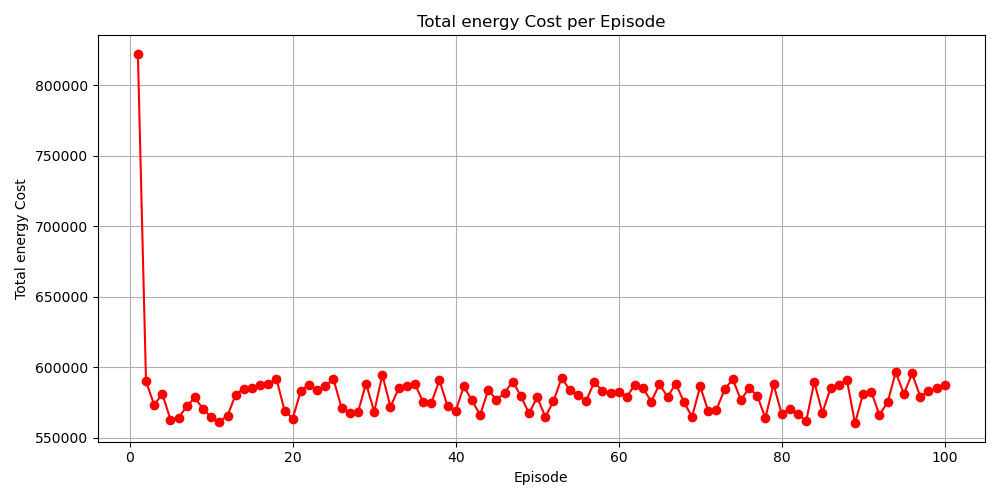 Total energy Cost per Episode
Total energy Cost
800000
750000
700000
650000
600000
550000
0 20 40 60 80 100
Episode